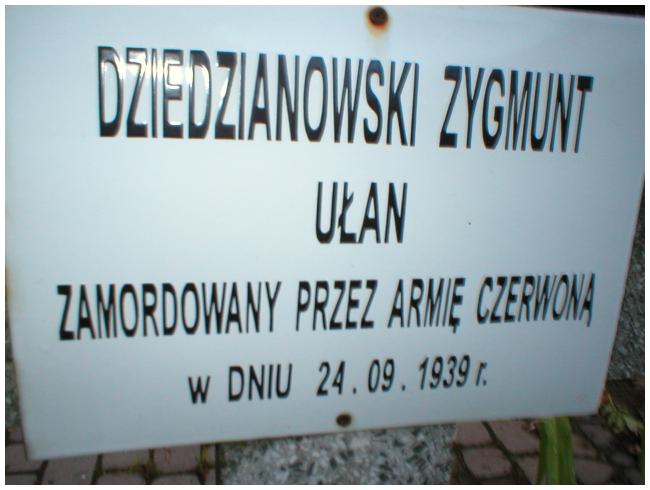 DZIEDZIANOWSKI ZYGMUNT
UŁAN
ZAMORDOWANY PRZEZ ARMIĘ CZERWONĄ
w DNIU 24.09.1939 r.